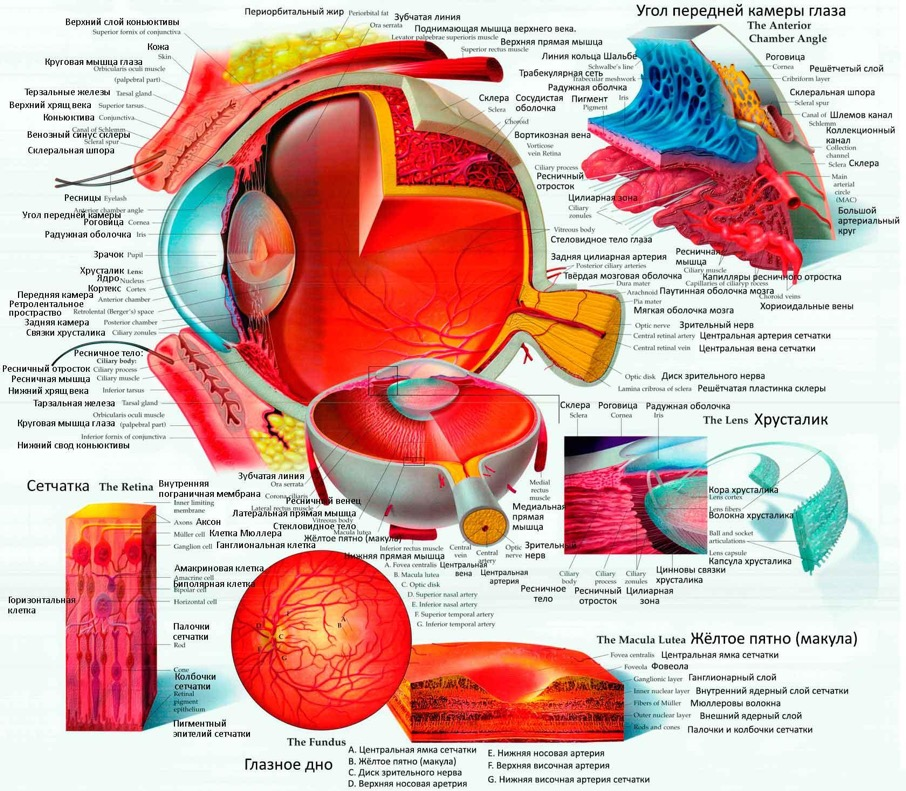 Периорбитальный жир Periorbital fat
Зубчатая линия
Ora serrata
Поднимающая мышца верхнего века.
Levator palpebrae superioris muscle
Верхняя прямая мышца
Superior rectus muscle
Верхний слой коньюктивы
Superior fornix of conjunctiva
Кожа
Skin
Круговая мышца глаза
Orbicularis oculi muscle
(palpebral part)
Терзальные железы Tarsal gland
Верхний хрящ века Superior tarsus
Коньюктива Conjunctiva
Canal of Schlemm
Венозный синус склеры
Scleral spur
Склеральная шпора
Ресницы Eyelash
Anterior chamber angle
Угол передней камеры
Роговица Cornea
Радужная оболочка Iris
Зрачок Pupil
Хрусталик Lens:
Ядро Nucleus
Кортекс Cortex
Передняя камера Anterior chamber
Ретролентальное
простраство
Retrolental (Berger's) space
Задняя камера Posterior chamber
Связки хрусталика Ciliary zonules
Ресничное тело:
Ciliary body:
Ресничный отросток Ciliary process
Ресничная мышца Ciliary muscle
Нижний хрящ века Inferior tarsus
Тарзальная железа Tarsal gland
Orbicularis oculi muscle
Круговая мышца глаза (palpebral part)
Inferior fornix of conjunctiva
Нижний свод коньюктивы
Склера
Sclera
Сосудистая
оболочка
Choroid
Вортикозная вена
Vorticose
vein Retina
Ciliary process
Ресничный
отросток
Цилиарная зона
Ciliary
zonules
Vitreous body
Стеловидное тело глаза
Задняя цилиарная артерия
Posterior ciliary arteries
Твёрдая мозговая оболочка
Dura mater
Arachnoid Паутинная оболочка мозга
Pia mater
Мягкая оболочка мозга
Optic nerve Зрительный нерв
Central retinal artery Центральная артерия сетчатки
Central retinal vein Центральная вена сетчатки
Optic disk Диск зрительного нерва
Lamina cribrosa of sclera Решётчатая пластинка склеры
Угол передней камеры глаза
The Anterior
Chamber Angle
Линия кольца Шальбе
Schwalbe's line
Трабекулярная сеть
Trabecular meshwork
Радужная оболочка
Iris
Пигмент
Pigment
Роговица
Cornea
Решётчетый слой
Cribriform layer
Склеральная шпора
Scleral spur
Canal of
Schlemm
Шлемов канал
Коллекционный
канал
Collection
channel
Sclera Склера
Main
arterial
circle
(MAC)
Большой
артериальный
круг
Ресничная
мышца
Ciliary muscle
Капилляры ресничного отростка
Capillaries of ciliary process
Choroid veins
Хориоидальные вены
Склера Роговица Радужная оболочка
Sclera Cornea Iris
The Lens Хрусталик
Кора хрусталика
Lens cortex
Lens fibers
Волокна хрусталика
Ball and socket
articulations
Lens capsule
Капсула хрусталика
Ciliary
body
Ciliary
process
Ciliary
zonules
Цинновы связки
хрусталика
Ресничное
тело
Ресничный
отросток
Цилиарная
зона
Зубчатая линия
Ora serrata
Corona ciliaris
Ресничный венец
Lateral rectus muscle
Латеральная прямая мышца
Vitreous body
Стекловидное тело
Macula lutea
Жёлтое пятно (макула)
Inferior rectus muscle
Нижняя прямая мышца
Medial
rectus
muscle
Медиальная
прямая
мышца
Central
vein
Central
artery
Optic
nerve
Зрительный
нерв
Центральная
вена
Центральная
артерия
A. Fovea centralis
B. Macula lutea
C. Optic disk
D. Superior nasal artery
E. Inferior nasal artery
F. Superior temporal artery
G. Inferior temporal artery
Сетчатка The Retina
Внутренняя
пограничная мембрана
Inner limiting
membrane
Axons Аксон
Müller cell Клетка Мюллера
Ganglion cell Ганглиональная клетка
Амакриновая клетка
Amacrine cell
Биполярная клетка
Bipolar cell
Horizontal cell
Горизонтальная
клетка
Палочки
сетчатки
Rod
Cone
Колбочки
сетчатки
Retinal
pigment
epithelium
Пигментный
эпителий сетчатки
D
B
A
C
E
G
The Fundus
Глазное дно
A. Центральная ямка сетчатки
B. Жёлтое пятно (макула)
C. Диск зрительного нерва
D. Верхняя носовая аретрия
E. Нижняя носовая артерия
F. Верхняя височная артерия
G. Нижняя височная артерия сетчатки
The Macula Lutea Жёлтое пятно (макула)
Fovea centralis Центральная ямка сетчатки
Foveola Фовеола
Ganglionic layer Ганглионарный слой
Inner nuclear layer Внутренний ядерный слой сетчатки
Fibers of Müller Мюллеровы волокна
Outer nuclear layer Внешний ядерный слой
Rods and cones Палочки и колбочки сетчатки